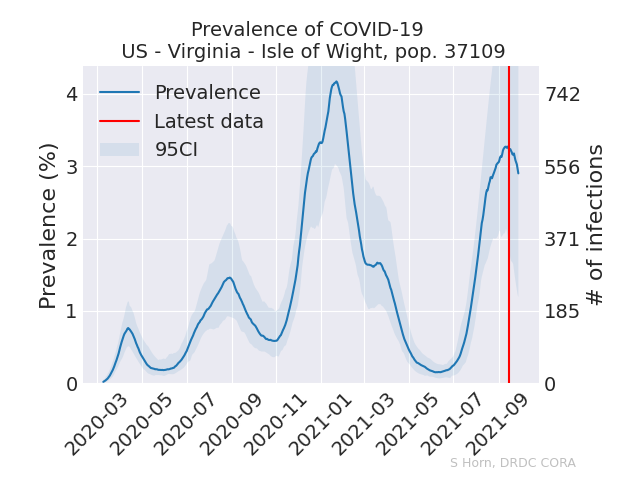 Prevalence of COVID-19
US - Virginia - Isle of Wight, pop. 37109
Prevalence
Latest data
95CI
Prevalence (%)
4
3
2
1
0
742
556
371
185
0
# of infections
2020-03
2020-05
2020-07
2020-09
2020-11
2021-01
2021-03
2021-05
2021-07
2021-09
S Horn, DRDC CORA